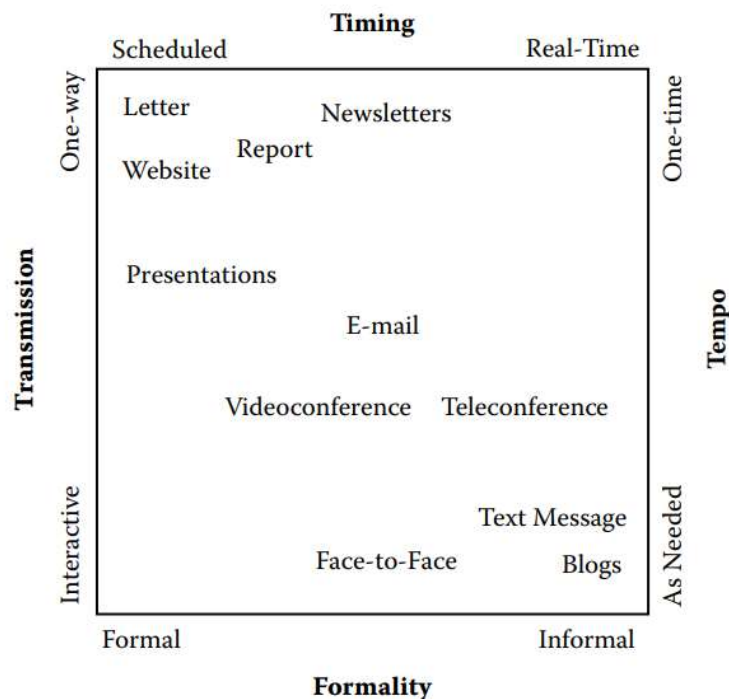 Timing
Scheduled
Real-Time
One-way
One-time
Letter
Newsletters
Report
Website
Transmission
Presentations
Tempo
E-mail
Videoconference
Teleconference
Interactive
As Needed
Text Message
Face-to-Face
Blogs
Formal
Informal
Formality